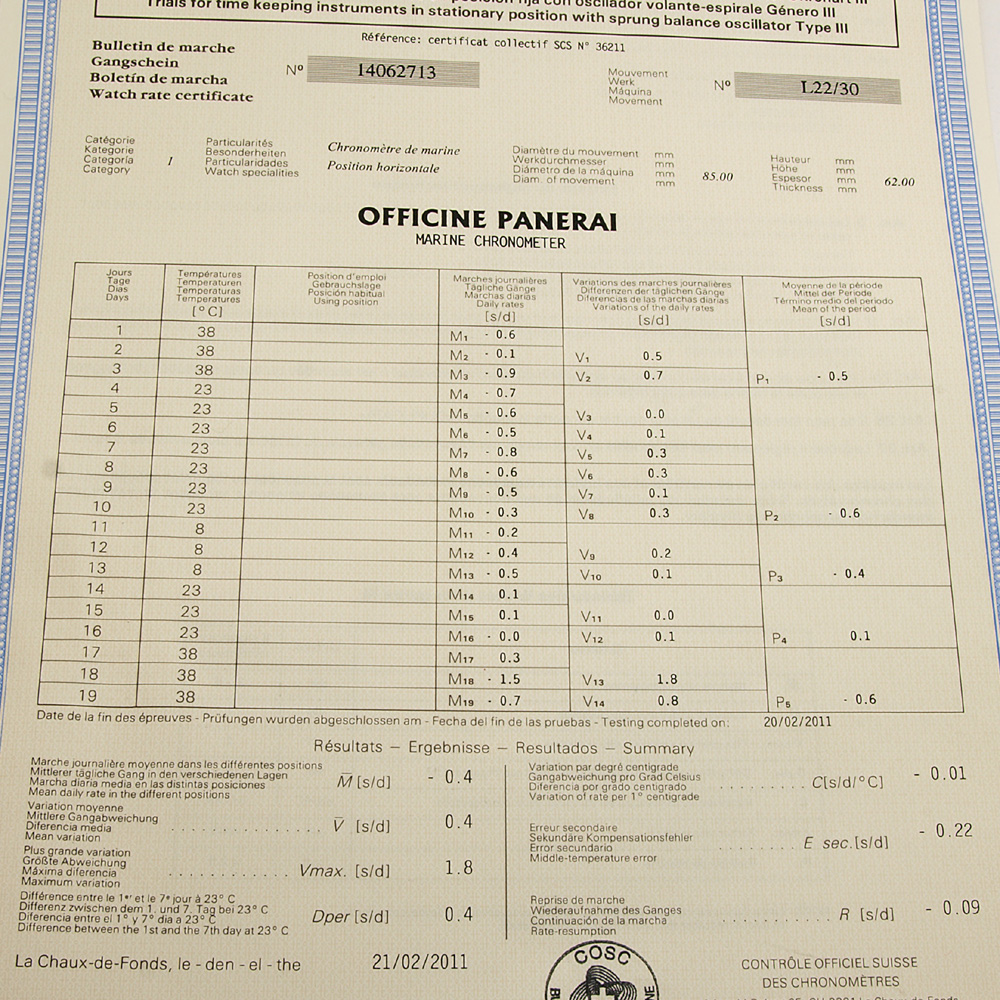 posición fija con oscilador volante-espirale Género III
Trials for time keeping instruments in stationary position with sprung balance oscillator Type III
Référence: certificat collectif SCS N° 36211
Bulletin de marche
Gangschein
Boletín de marcha
Watch rate certificate
Nº 14062713
Mouvement
Werk
Máquina
Movement
Nº L22/30
Catégorie
Kategorie
Categoría
Category
1
Particularités
Besonderheiten
Particularidades
Watch specialities
Chronomètre de marine
Position horizontale
Diamètre du mouvement mm
Werkdurchmesser mm
Diámetro de la máquina mm
Diam. of movement mm
85.00
Hauteur mm
Höhe mm
Espesor mm
Thickness mm
62.00
OFFICINE PANERAI
MARINE CHRONOMETER
Jours
Tage
Dias
Days
Températures
Temperaturen
Temperaturas
Temperatures
[°C]
Position d'emploi
Gebrauchslage
Posición habitual
Using position
Marches journalières
Tägliche Gänge
Marchas diarias
Daily rates
[s/d]
Variations des marches journalières
Differenzen der täglichen Gänge
Diferencias de las marchas diarias
Variations of the daily rates
[s/d]
Moyenne de la période
Mittel der Periode
Término medio del periodo
Mean of the period
[s/d]
1 38 M1 - 0.6
2 38 M2 - 0.1 V1 0.5
3 38 M3 - 0.9 V2 0.7 P1 - 0.5
4 23 M4 - 0.7
5 23 M5 - 0.6 V3 0.0
6 23 M6 - 0.5 V4 0.1
7 23 M7 - 0.8 V5 0.3
8 23 M8 - 0.6 V6 0.3
9 23 M9 - 0.5 V7 0.1
10 23 M10 - 0.3 V8 0.3 P2 - 0.6
11 8 M11 - 0.2
12 8 M12 - 0.4 V9 0.2
13 8 M13 - 0.5 V10 0.1 P3 - 0.4
14 23 M14 0.1
15 23 M15 0.1 V11 0.0
16 23 M16 - 0.0 V12 0.1 P4 0.1
17 38 M17 0.3
18 38 M18 - 1.5 V13 1.8
19 38 M19 - 0.7 V14 0.8 P5 - 0.6
Date de la fin des épreuves - Prüfungen wurden abgeschlossen am - Fecha del fin de las pruebas - Testing completed on: 20/02/2011
Résultats – Ergebnisse – Resultados – Summary
Marche journalière moyenne dans les différentes positions
Mittlerer tägliche Gang in den verschiedenen Lagen
Marcha diaria media en las distintas posiciones
Mean daily rate in the different positions
M̅ [s/d] - 0.4
Variation moyenne
Mittlere Gangabweichung
Diferencia media
Mean variation
V̅ [s/d] 0.4
Plus grande variation
Größte Abweichung
Máxima diferencia
Maximum variation
Vmax. [s/d] 1.8
Différence entre le 1er et le 7e jour à 23° C
Differenz zwischen dem 1. und 7. Tag bei 23° C
Diferencia entre el 1° y 7° dia a 23° C
Difference between the 1st and the 7th day at 23° C
Dper [s/d] 0.4
Variation par degré centigrade
Gangabweichung pro Grad Celsius
Diferencia por grado centigrado
Variation of rate per 1° centigrade
C[s/d/°C] - 0.01
Erreur secondaire
Sekundäre Kompensationsfehler
Error secundario
Middle-temperature error
E sec.[s/d] - 0.22
Reprise de marche
Wiederaufnahme des Ganges
Continuación de la marcha
Rate-resumption
R [s/d] - 0.09
La Chaux-de-Fonds, le - den - el - the 21/02/2011
COSC
CONTRÔLE OFFICIEL SUISSE
DES CHRONOMÈTRES